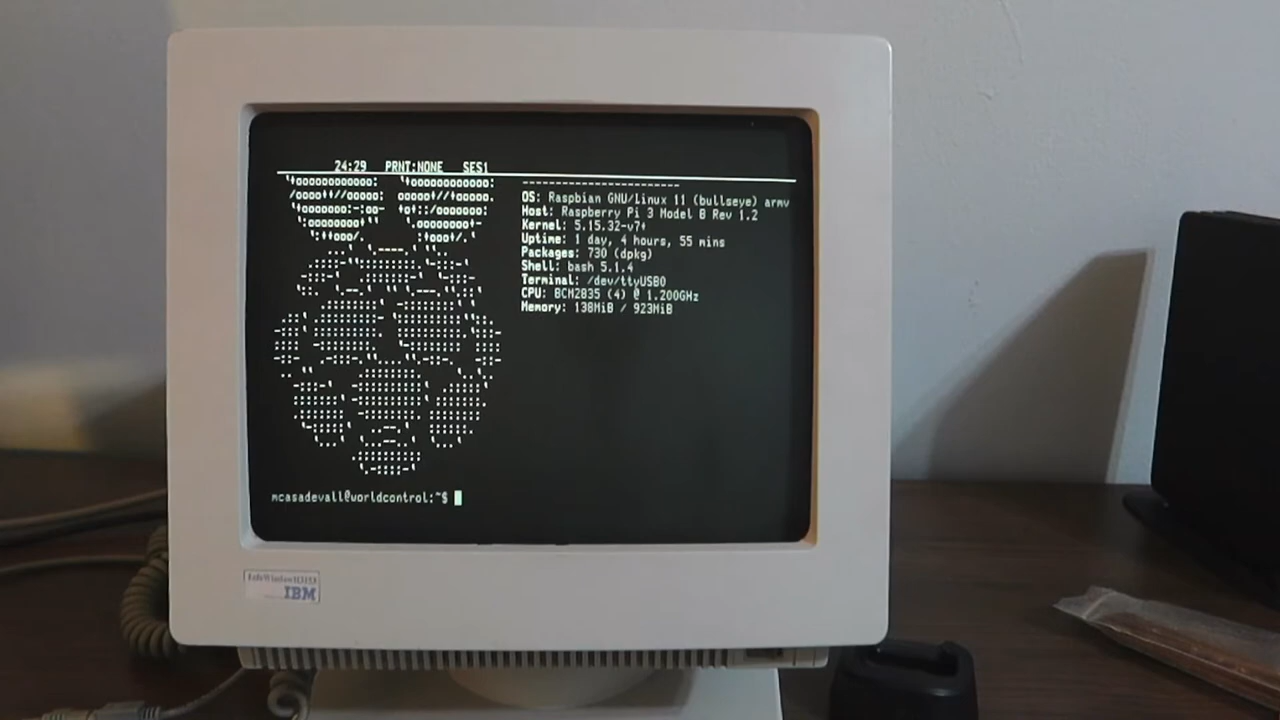 24:29 PRNT:NONE SES1
OS: Raspbian GNU/Linux 11 (bullseye) armv
Host: Raspberry Pi 3 Model B Rev 1.2
Kernel: 5.15.32-v7+
Uptime: 1 day, 4 hours, 55 mins
Packages: 730 (dpkg)
Shell: bash 5.1.4
Terminal: /dev/ttyUSB0
CPU: BCM2835 (4) @ 1.200GHz
Memory: 138MiB / 923MiB
mcasadevall@worldcontrol:~$
IBM